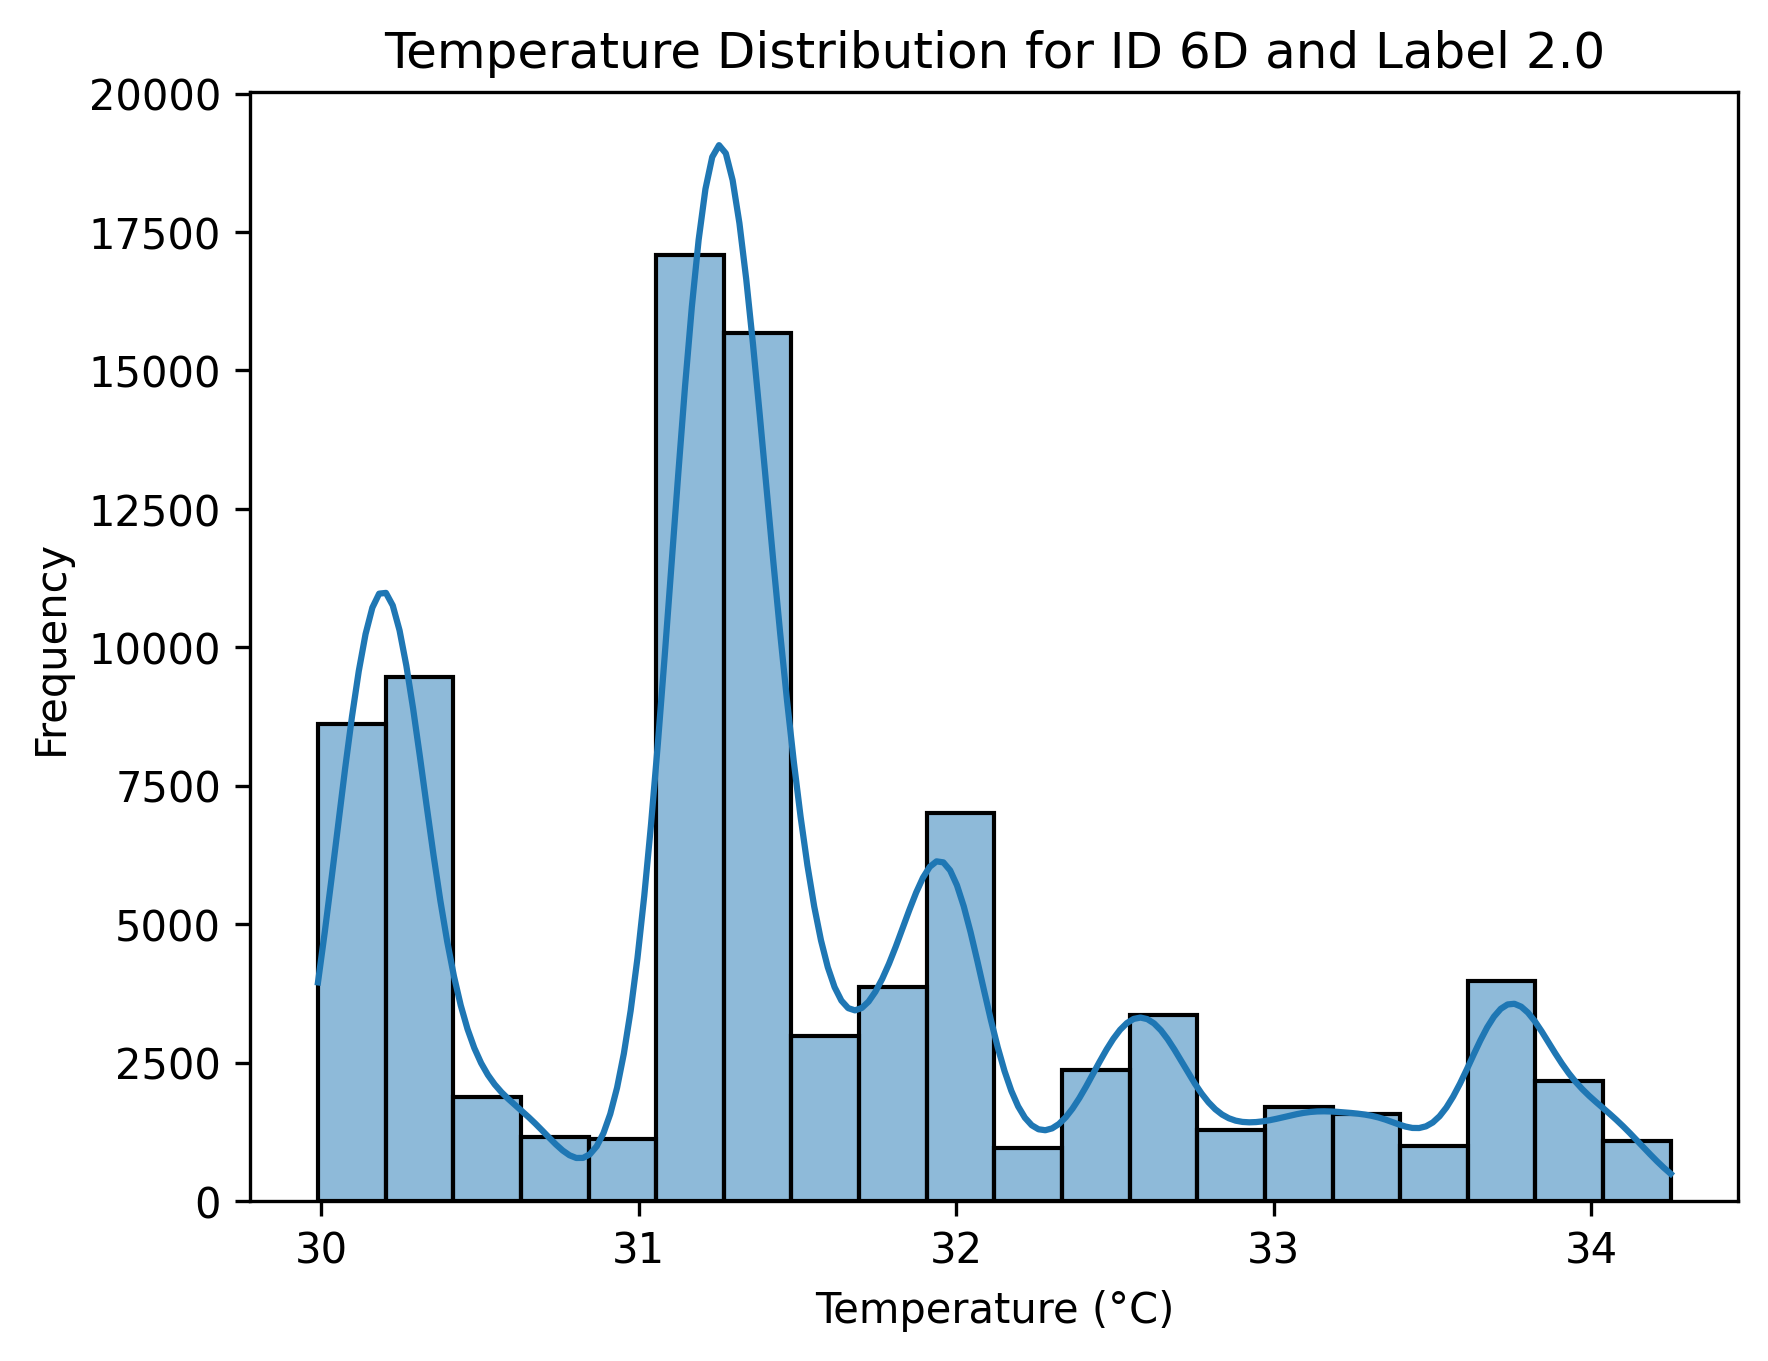 Temperature Distribution for ID 6D and Label 2.0
20000
17500
15000
12500
10000
7500
5000
2500
0
Frequency
30 31 32 33 34
Temperature (°C)